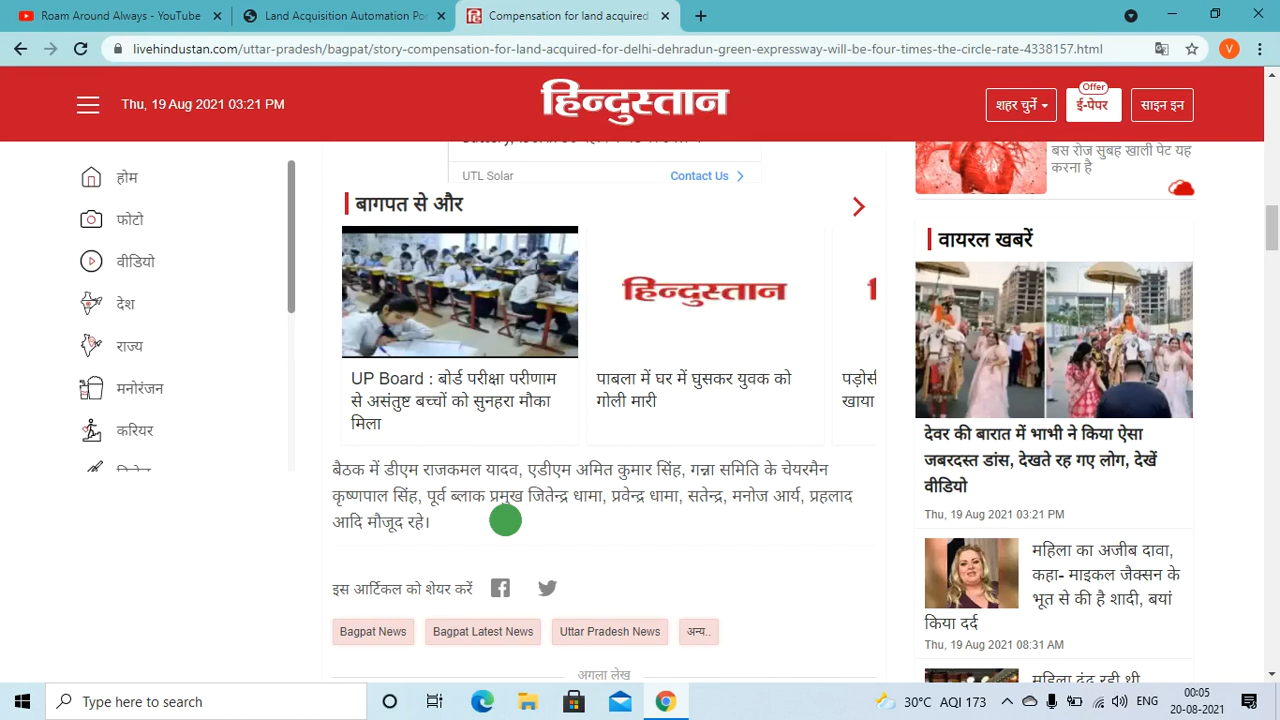 Roam Around Always - YouTube
Land Acquisition Automation Po
Compensation for land acquired
livehindustan.com/uttar-pradesh/bagpat/story-compensation-for-land-acquired-for-delhi-dehradun-green-expressway-will-be-four-times-the-circle-rate-4338157.html
V
Thu, 19 Aug 2021 03:21 PM
हिन्दुस्तान
शहर चुनें
Offer
ई-पेपर
साइन इन
होम
फोटो
वीडियो
देश
राज्य
मनोरंजन
करियर
UTL Solar
Contact Us
बागपत से और
हिन्दुस्तान
UP Board : बोर्ड परीक्षा परीणाम
से असंतुष्ट बच्चों को सुनहरा मौका
मिला
पाबला में घर में घुसकर युवक को
गोली मारी
पड़ोसी
खाया
बैठक में डीएम राजकमल यादव, एडीएम अमित कुमार सिंह, गन्ना समिति के चेयरमैन
कृष्णपाल सिंह, पूर्व ब्लाक प्रमुख जितेन्द्र धामा, प्रवेन्द्र धामा, सतेन्द्र, मनोज आर्य, प्रहलाद
आदि मौजूद रहे।
इस आर्टिकल को शेयर करें
Bagpat News
Bagpat Latest News
Uttar Pradesh News
अन्य..
अगला लेख
बस रोज सुबह खाली पेट यह
करना है
वायरल खबरें
देवर की बारात में भाभी ने किया ऐसा
जबरदस्त डांस, देखते रह गए लोग, देखें
वीडियो
Thu, 19 Aug 2021 03:21 PM
महिला का अजीब दावा,
कहा- माइकल जैक्सन के
भूत से की है शादी, बयां
किया दर्द
Thu, 19 Aug 2021 08:31 AM
महिला ढूंढ रही थी
Type here to search
30°C AQI 173
ENG
00:05
20-08-2021